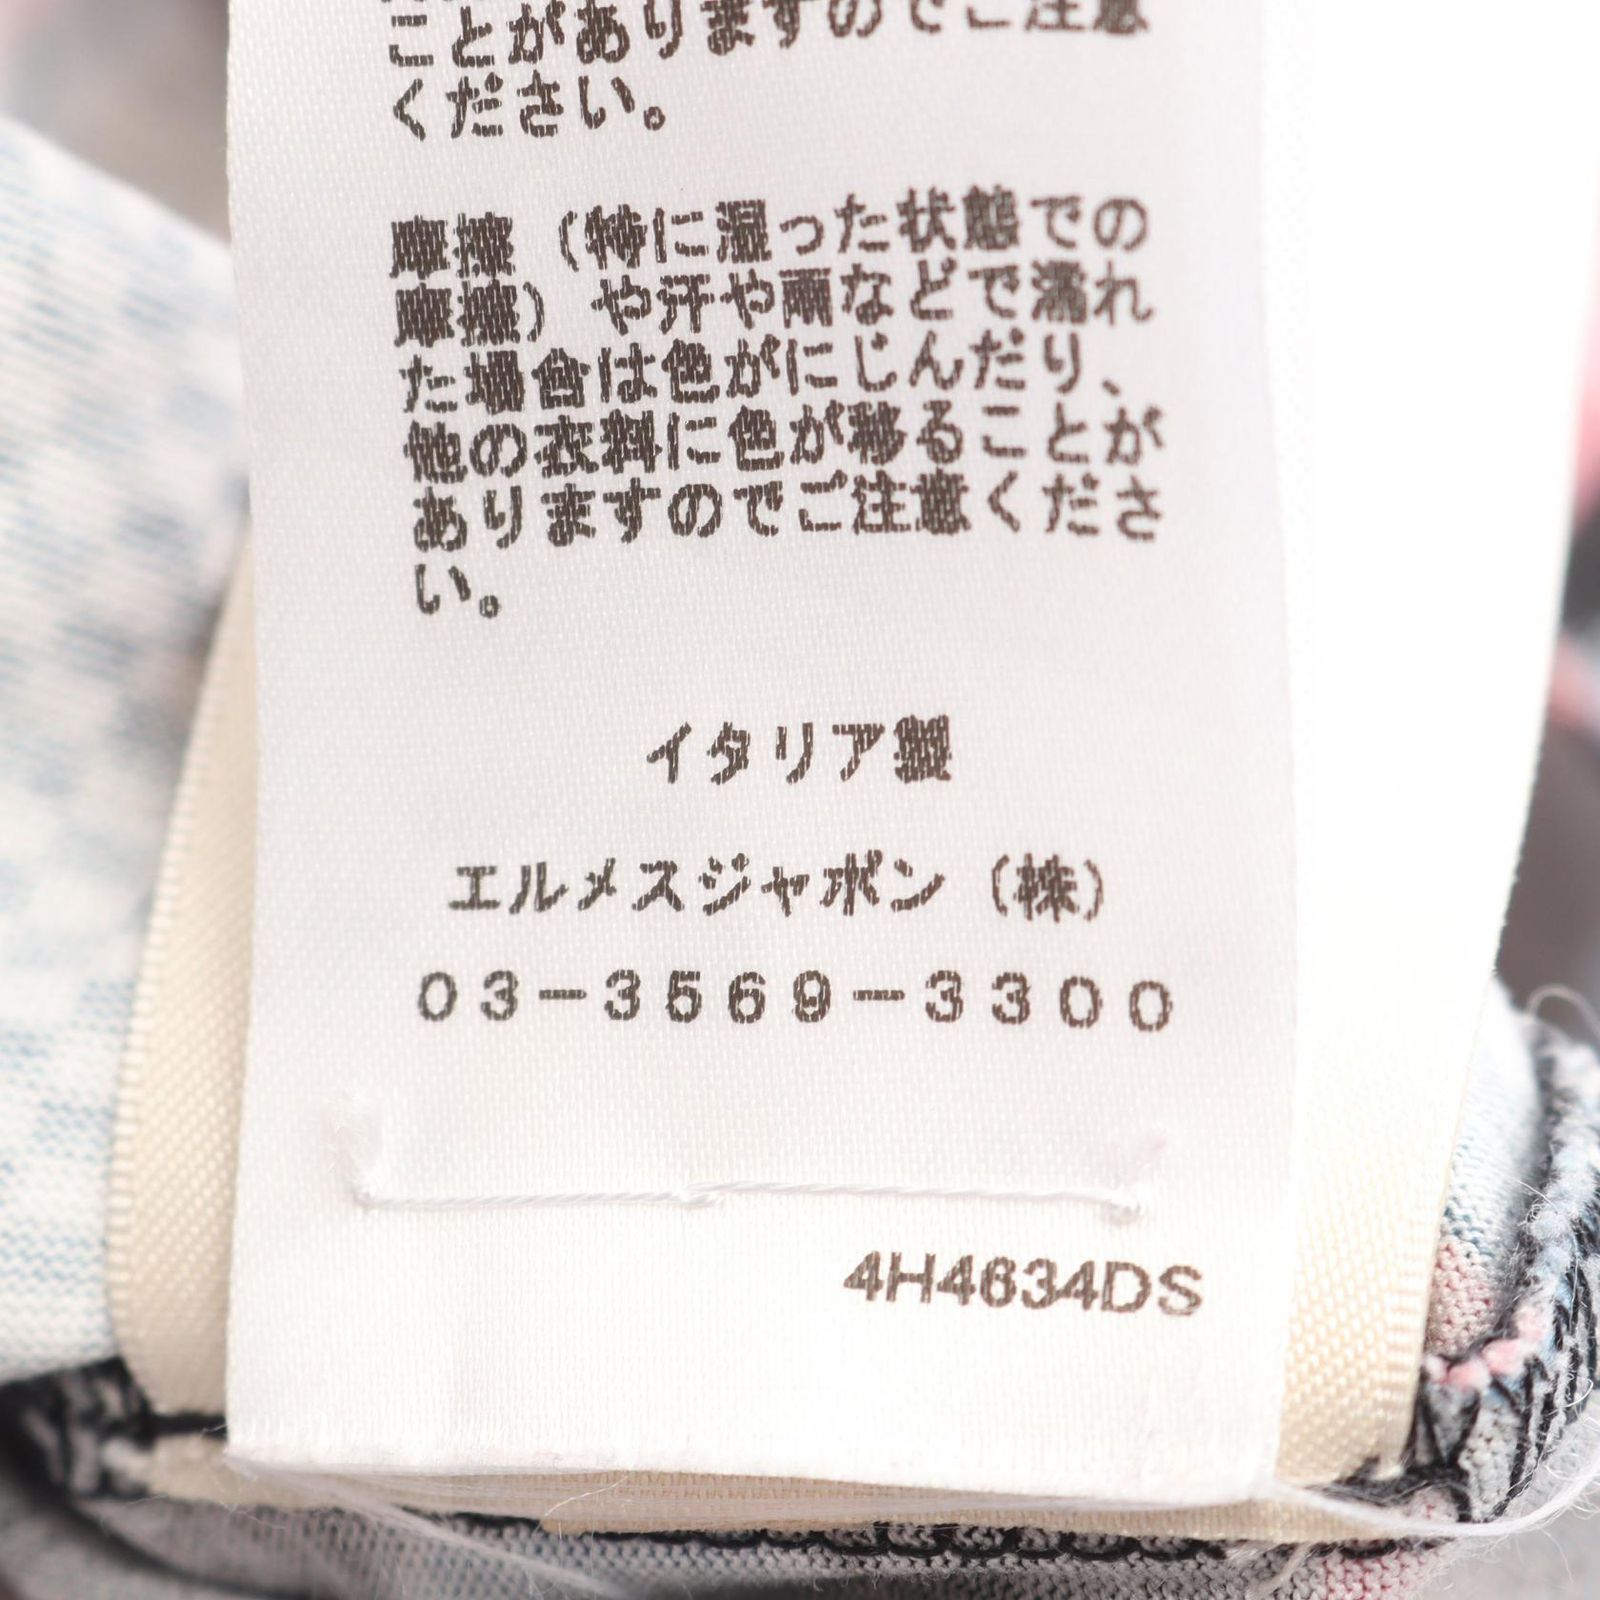 ことがありますのでご注意
ください。
摩擦（特に湿った状態での
摩擦）や汗や雨などで濡れ
た場合は色がにじんだり、
他の衣料に色が移ることが
ありますのでご注意くださ
い。
イタリア製
エルメスジャポン（株）
03-3569-3300
4H4634DS